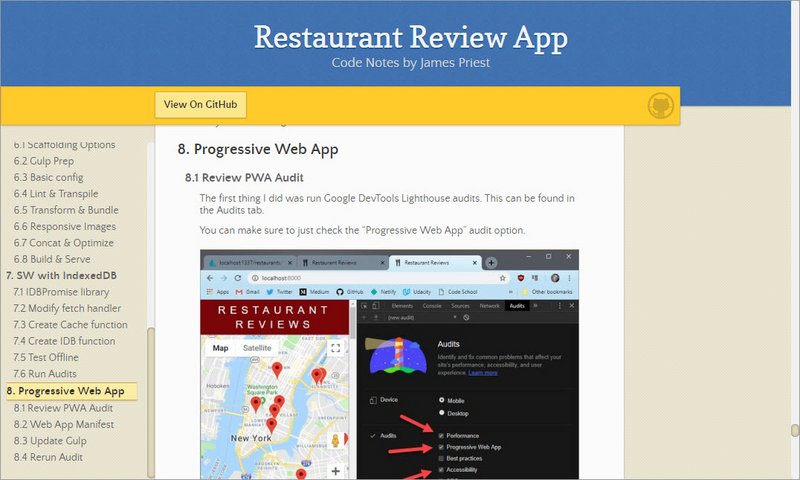 Restaurant Review App
Code Notes by James Priest
View On GitHub
6.1 Scaffolding Options
6.2 Gulp Prep
6.3 Basic config
6.4 Lint & Transpile
6.5 Transform & Bundle
6.6 Responsive Images
6.7 Concat & Optimize
6.8 Build & Serve
7. SW with IndexedDB
7.1 IDBPromise library
7.2 Modify fetch handler
7.3 Create Cache function
7.4 Create IDB function
7.5 Test Offline
7.6 Run Audits
8. Progressive Web App
8.1 Review PWA Audit
8.2 Web App Manifest
8.3 Update Gulp
8.4 Rerun Audit
8. Progressive Web App
8.1 Review PWA Audit
The first thing I did was run Google DevTools Lighthouse audits. This can be found
in the Audits tab.
You can make sure to just check the “Progressive Web App” audit option.
localhost:1337/restaurants
Restaurant Reviews
Restaurant Reviews
localhost:8000
Apps Gmail Twitter Medium GitHub Netlify Udacity Code School Other bookmarks
RESTAURANT
REVIEWS
Map Satellite
Hoboken
Washington
Square Park
New York
GREENPOINT
Elements Console Sources Network Audits
(new audit)
Audits
Identify and fix common problems that affect your
site's performance, accessibility, and user
experience. Learn more
Device
Mobile
Desktop
Audits
Performance
Progressive Web App
Best practices
Accessibility